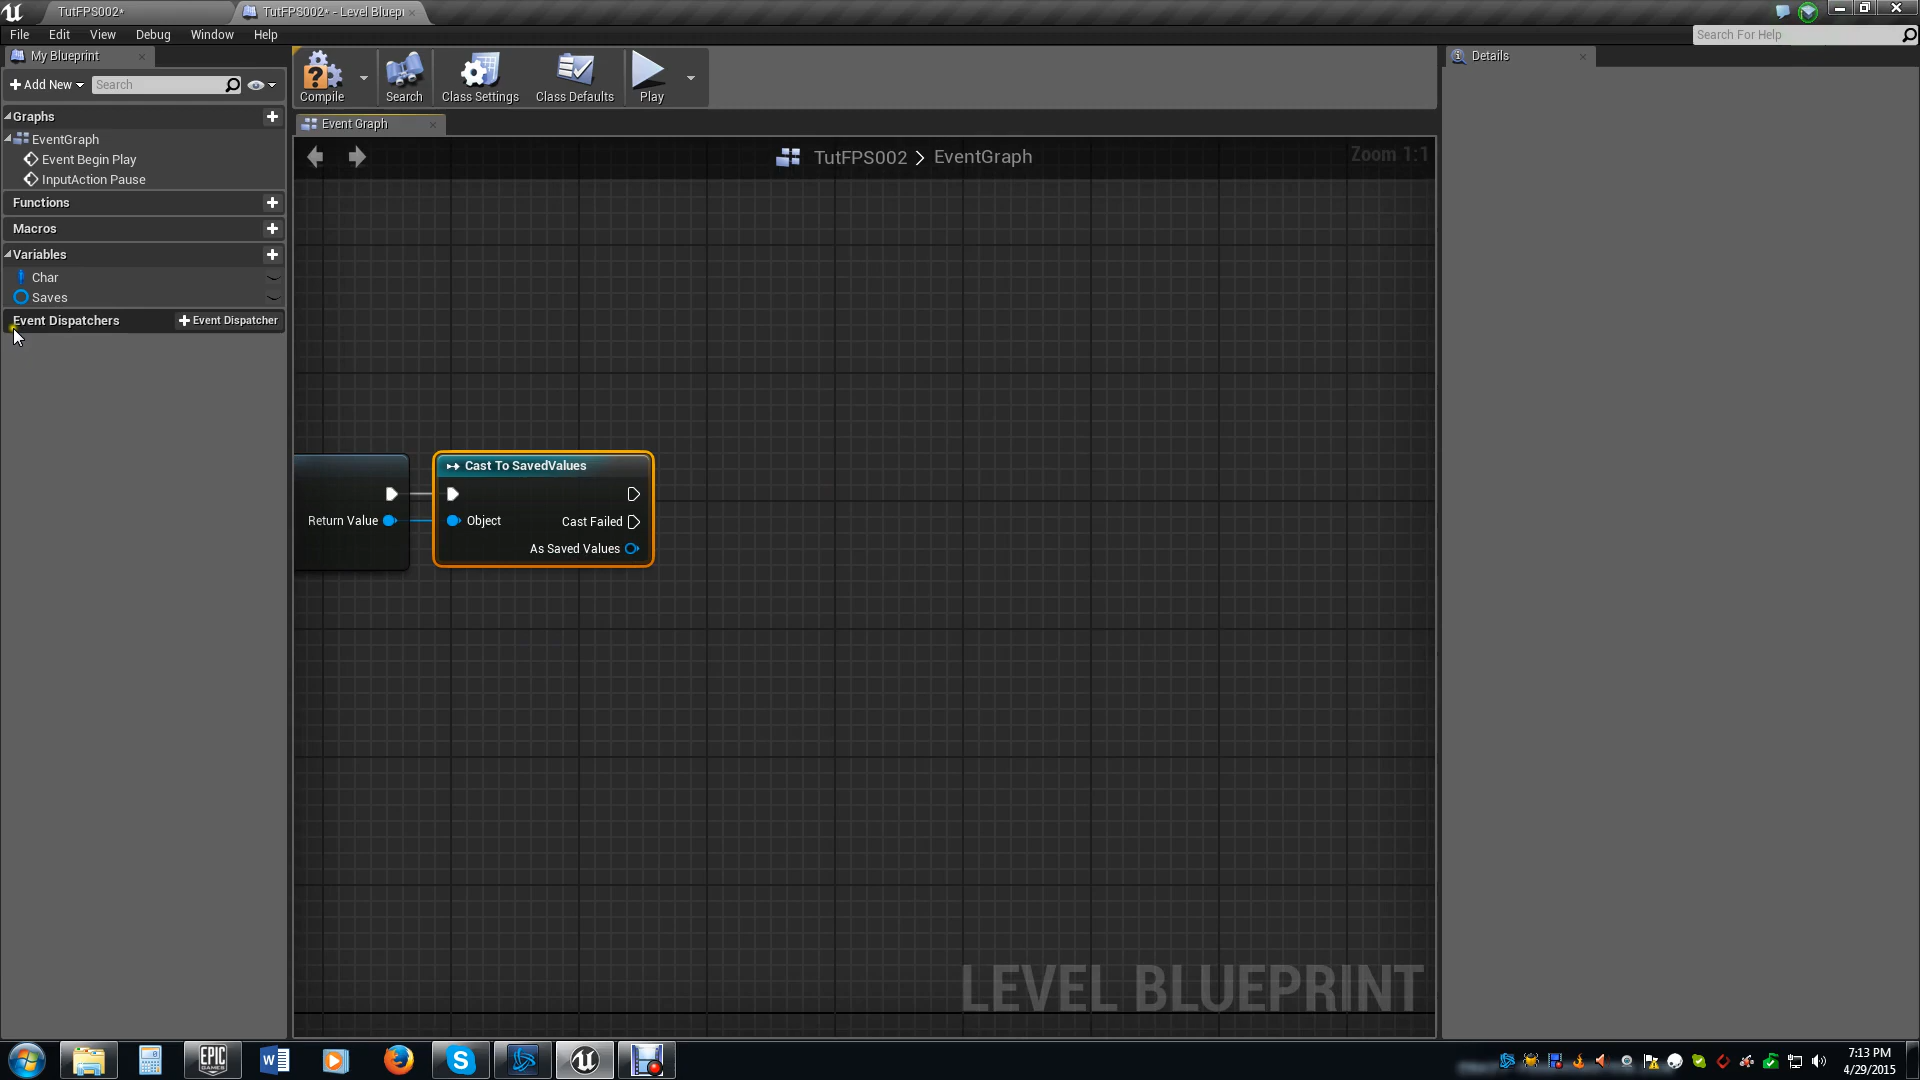 TutFPS002*
TutFPS002* - Level Bluepr
File Edit View Debug Window Help
Search For Help
My Blueprint
Add New
Search
Graphs
EventGraph
Event Begin Play
InputAction Pause
Functions
Macros
Variables
Char
Saves
Event Dispatchers
Event Dispatcher
Compile
Search
Class Settings
Class Defaults
Play
Event Graph
TutFPS002 > EventGraph
Zoom 1:1
Return Value
Cast To SavedValues
Object
Cast Failed
As Saved Values
LEVEL BLUEPRINT
Details
EPIC
GAMES
7:13 PM
4/29/2015